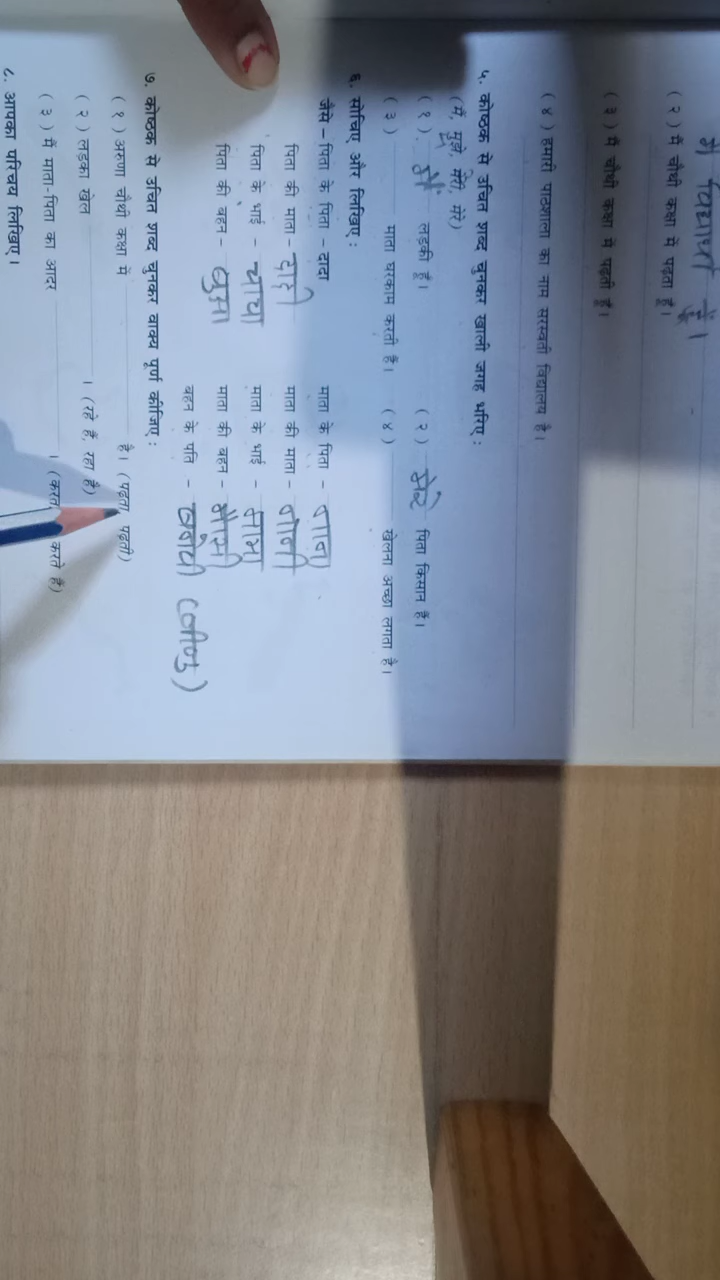 मैं विद्यार्थी हूँ।
(२) मैं चौथी कक्षा में पढ़ता हूँ।
(३) मैं चौथी कक्षा में पढ़ती हूँ।
(४) हमारी पाठशाला का नाम सरस्वती विद्यालय है।
५. कोष्ठक से उचित शब्द चुनकर खाली जगह भरिए :
(मैं, मुझे, मेरी, मेरे)
(१) मैं लड़की हूँ। (२) मेरे पिता किसान हैं।
(३) माता घरकाम करती हैं। (४) खेलना अच्छा लगता है।
६. सोचिए और लिखिए :
जैसे – पिता के पिता – दादा माता के पिता – नाना
पिता की माता – दादी माता की माता –
पिता के भाई – चाचा माता के भाई – मामा
पिता की बहन – बुआ माता की बहन – मौसी
बहन के पति –
७. कोष्ठक से उचित शब्द चुनकर वाक्य पूर्ण कीजिए :
(१) अरुणा चौथी कक्षा में है। (पढ़ता, पढ़ती)
(२) लड़का खेल । (रहे हैं, रहा है)
(३) मैं माता-पिता का आदर । (करता करते हैं)
८. आपका परिचय लिखिए।